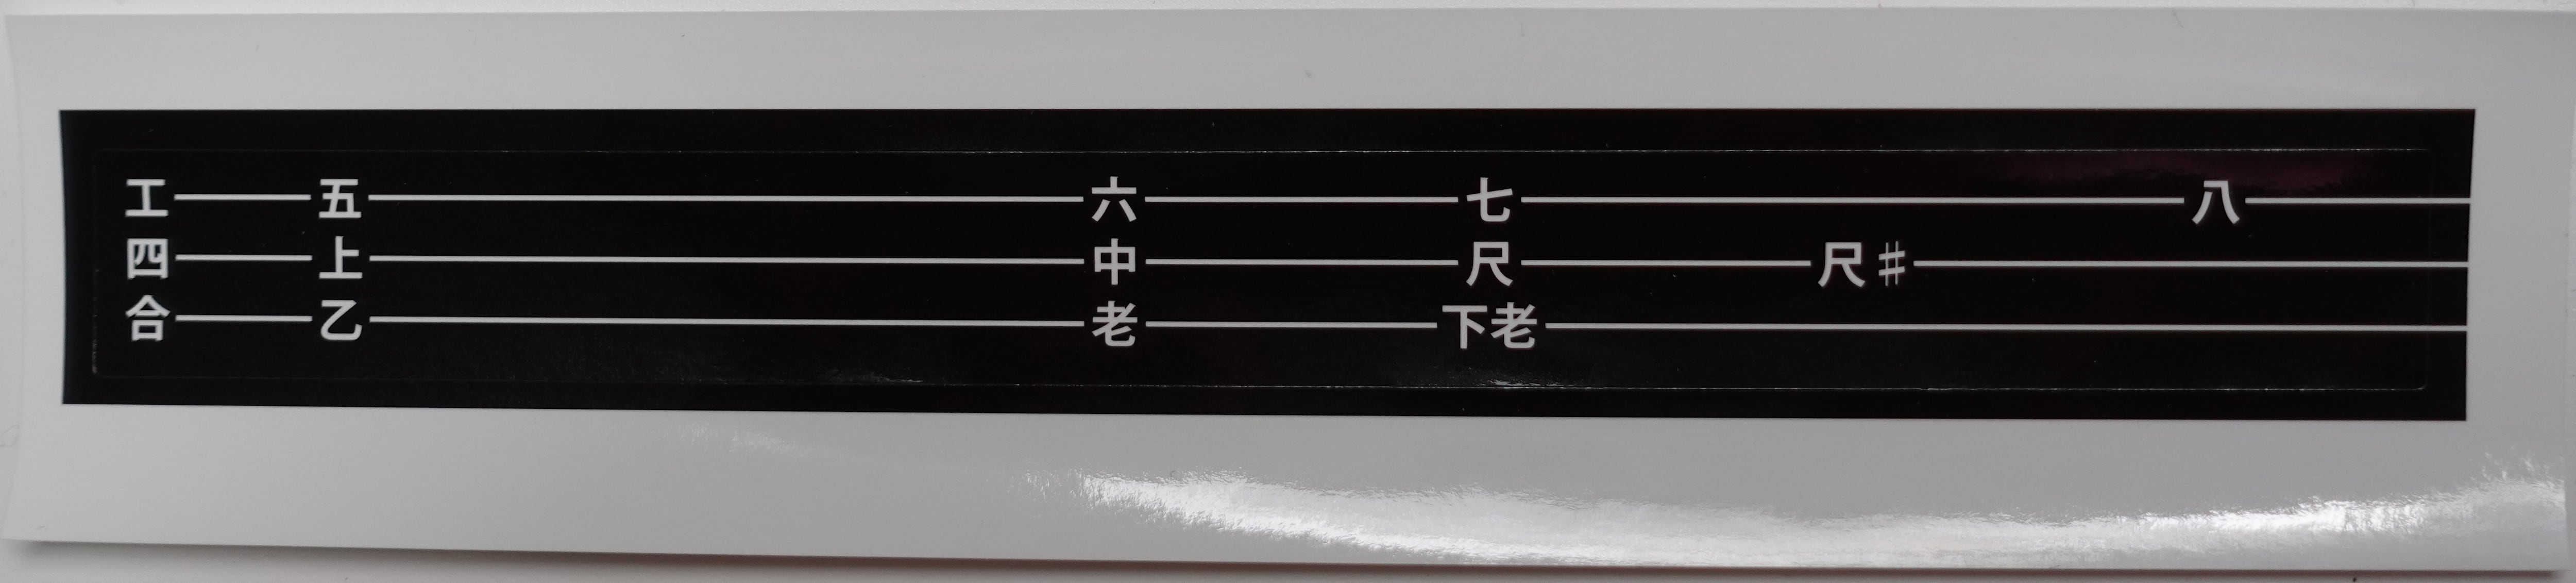 工 五 六 七 八
四 上 中 尺 尺♯
合 乙 老 下老